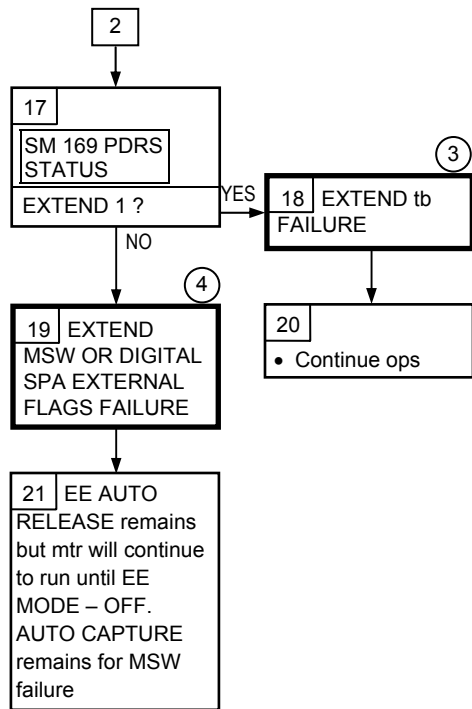 2
17
SM 169 PDRS
STATUS
EXTEND 1 ?
YES
NO
3
18 EXTEND tb
FAILURE
20
• Continue ops
4
19 EXTEND
MSW OR DIGITAL
SPA EXTERNAL
FLAGS FAILURE
21 EE AUTO
RELEASE remains
but mtr will continue
to run until EE
MODE – OFF.
AUTO CAPTURE
remains for MSW
failure